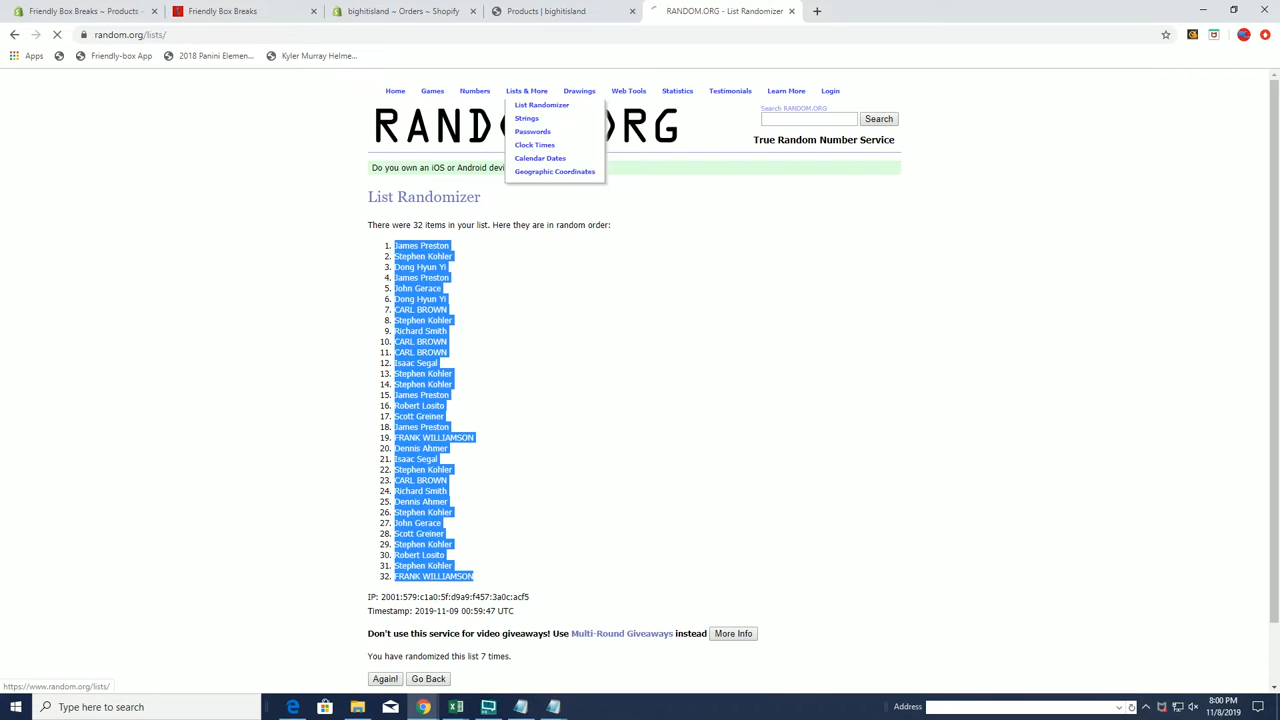 Friendly Box Breaks
Friendly Box Breaks
bigitisland ~ Orders ~ Shopify
Products | bigitisland
RANDOM.ORG - List Randomizer
random.org/lists/
Apps
Friendly-box App
2018 Panini Elemen...
Kyler Murray Helme...
Home Games Numbers Lists & More Drawings Web Tools Statistics Testimonials Learn More Login
List Randomizer
Strings
Passwords
Clock Times
Calendar Dates
Geographic Coordinates
Search RANDOM.ORG
Search
True Random Number Service
Do you own an iOS or Android devi
List Randomizer
There were 32 items in your list. Here they are in random order:
1. James Preston
2. Stephen Kohler
3. Dong Hyun Yi
4. James Preston
5. John Gerace
6. Dong Hyun Yi
7. CARL BROWN
8. Stephen Kohler
9. Richard Smith
10. CARL BROWN
11. CARL BROWN
12. Isaac Segal
13. Stephen Kohler
14. Stephen Kohler
15. James Preston
16. Robert Losito
17. Scott Greiner
18. James Preston
19. FRANK WILLIAMSON
20. Dennis Ahmer
21. Isaac Segal
22. Stephen Kohler
23. CARL BROWN
24. Richard Smith
25. Dennis Ahmer
26. Stephen Kohler
27. John Gerace
28. Scott Greiner
29. Stephen Kohler
30. Robert Losito
31. Stephen Kohler
32. FRANK WILLIAMSON
IP: 2001:579:c1a0:5f:d9a9:f457:3a0c:acf5
Timestamp: 2019-11-09 00:59:47 UTC
Don't use this service for video giveaways! Use Multi-Round Giveaways instead More Info
You have randomized this list 7 times.
Again! Go Back
https://www.random.org/lists/
Type here to search
Address
8:00 PM
11/8/2019